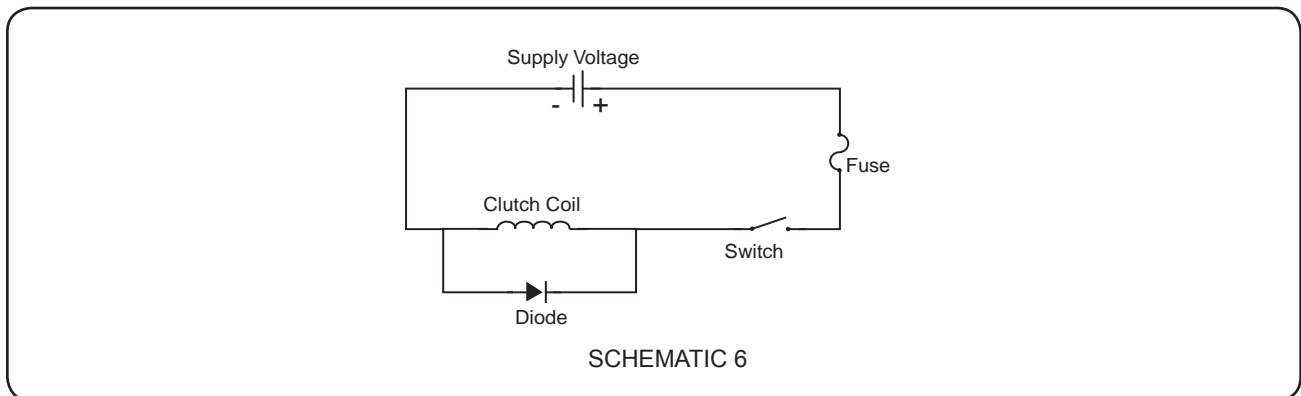 Supply Voltage
- +
Fuse
Clutch Coil
Switch
Diode
SCHEMATIC 6